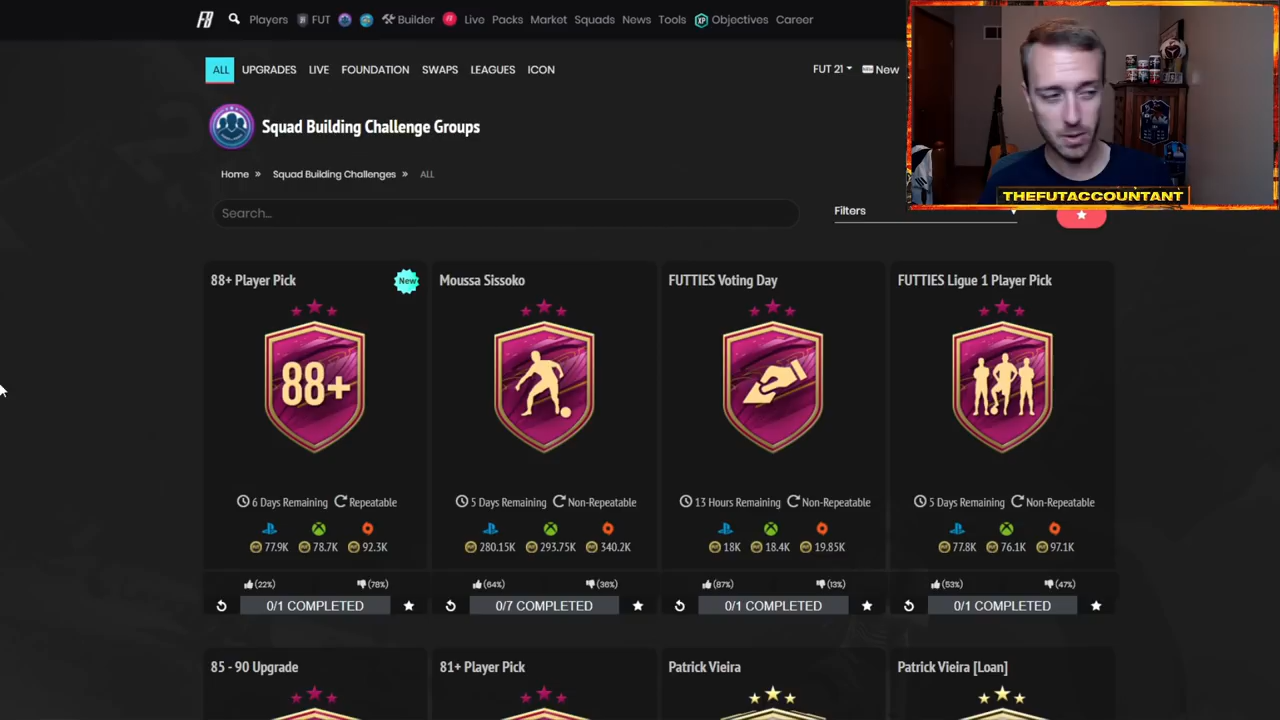 FB Players FUT Builder Live Packs Market Squads News Tools XP Objectives Career
ALL UPGRADES LIVE FOUNDATION SWAPS LEAGUES ICON FUT 21 New
Squad Building Challenge Groups
Home » Squad Building Challenges » ALL
Search... Filters
THEFUTACCOUNTANT
88+ Player Pick New Moussa Sissoko FUTTIES Voting Day FUTTIES Ligue 1 Player Pick
88+
6 Days Remaining Repeatable 5 Days Remaining Non-Repeatable 13 Hours Remaining Non-Repeatable 5 Days Remaining Non-Repeatable
77.9K 78.7K 92.3K 280.15K 293.75K 340.2K 18K 18.4K 19.85K 77.8K 76.1K 97.1K
(22%) (78%) (64%) (36%) (87%) (13%) (53%) (47%)
0/1 COMPLETED 0/7 COMPLETED 0/1 COMPLETED 0/1 COMPLETED
85 - 90 Upgrade 81+ Player Pick Patrick Vieira Patrick Vieira [Loan]